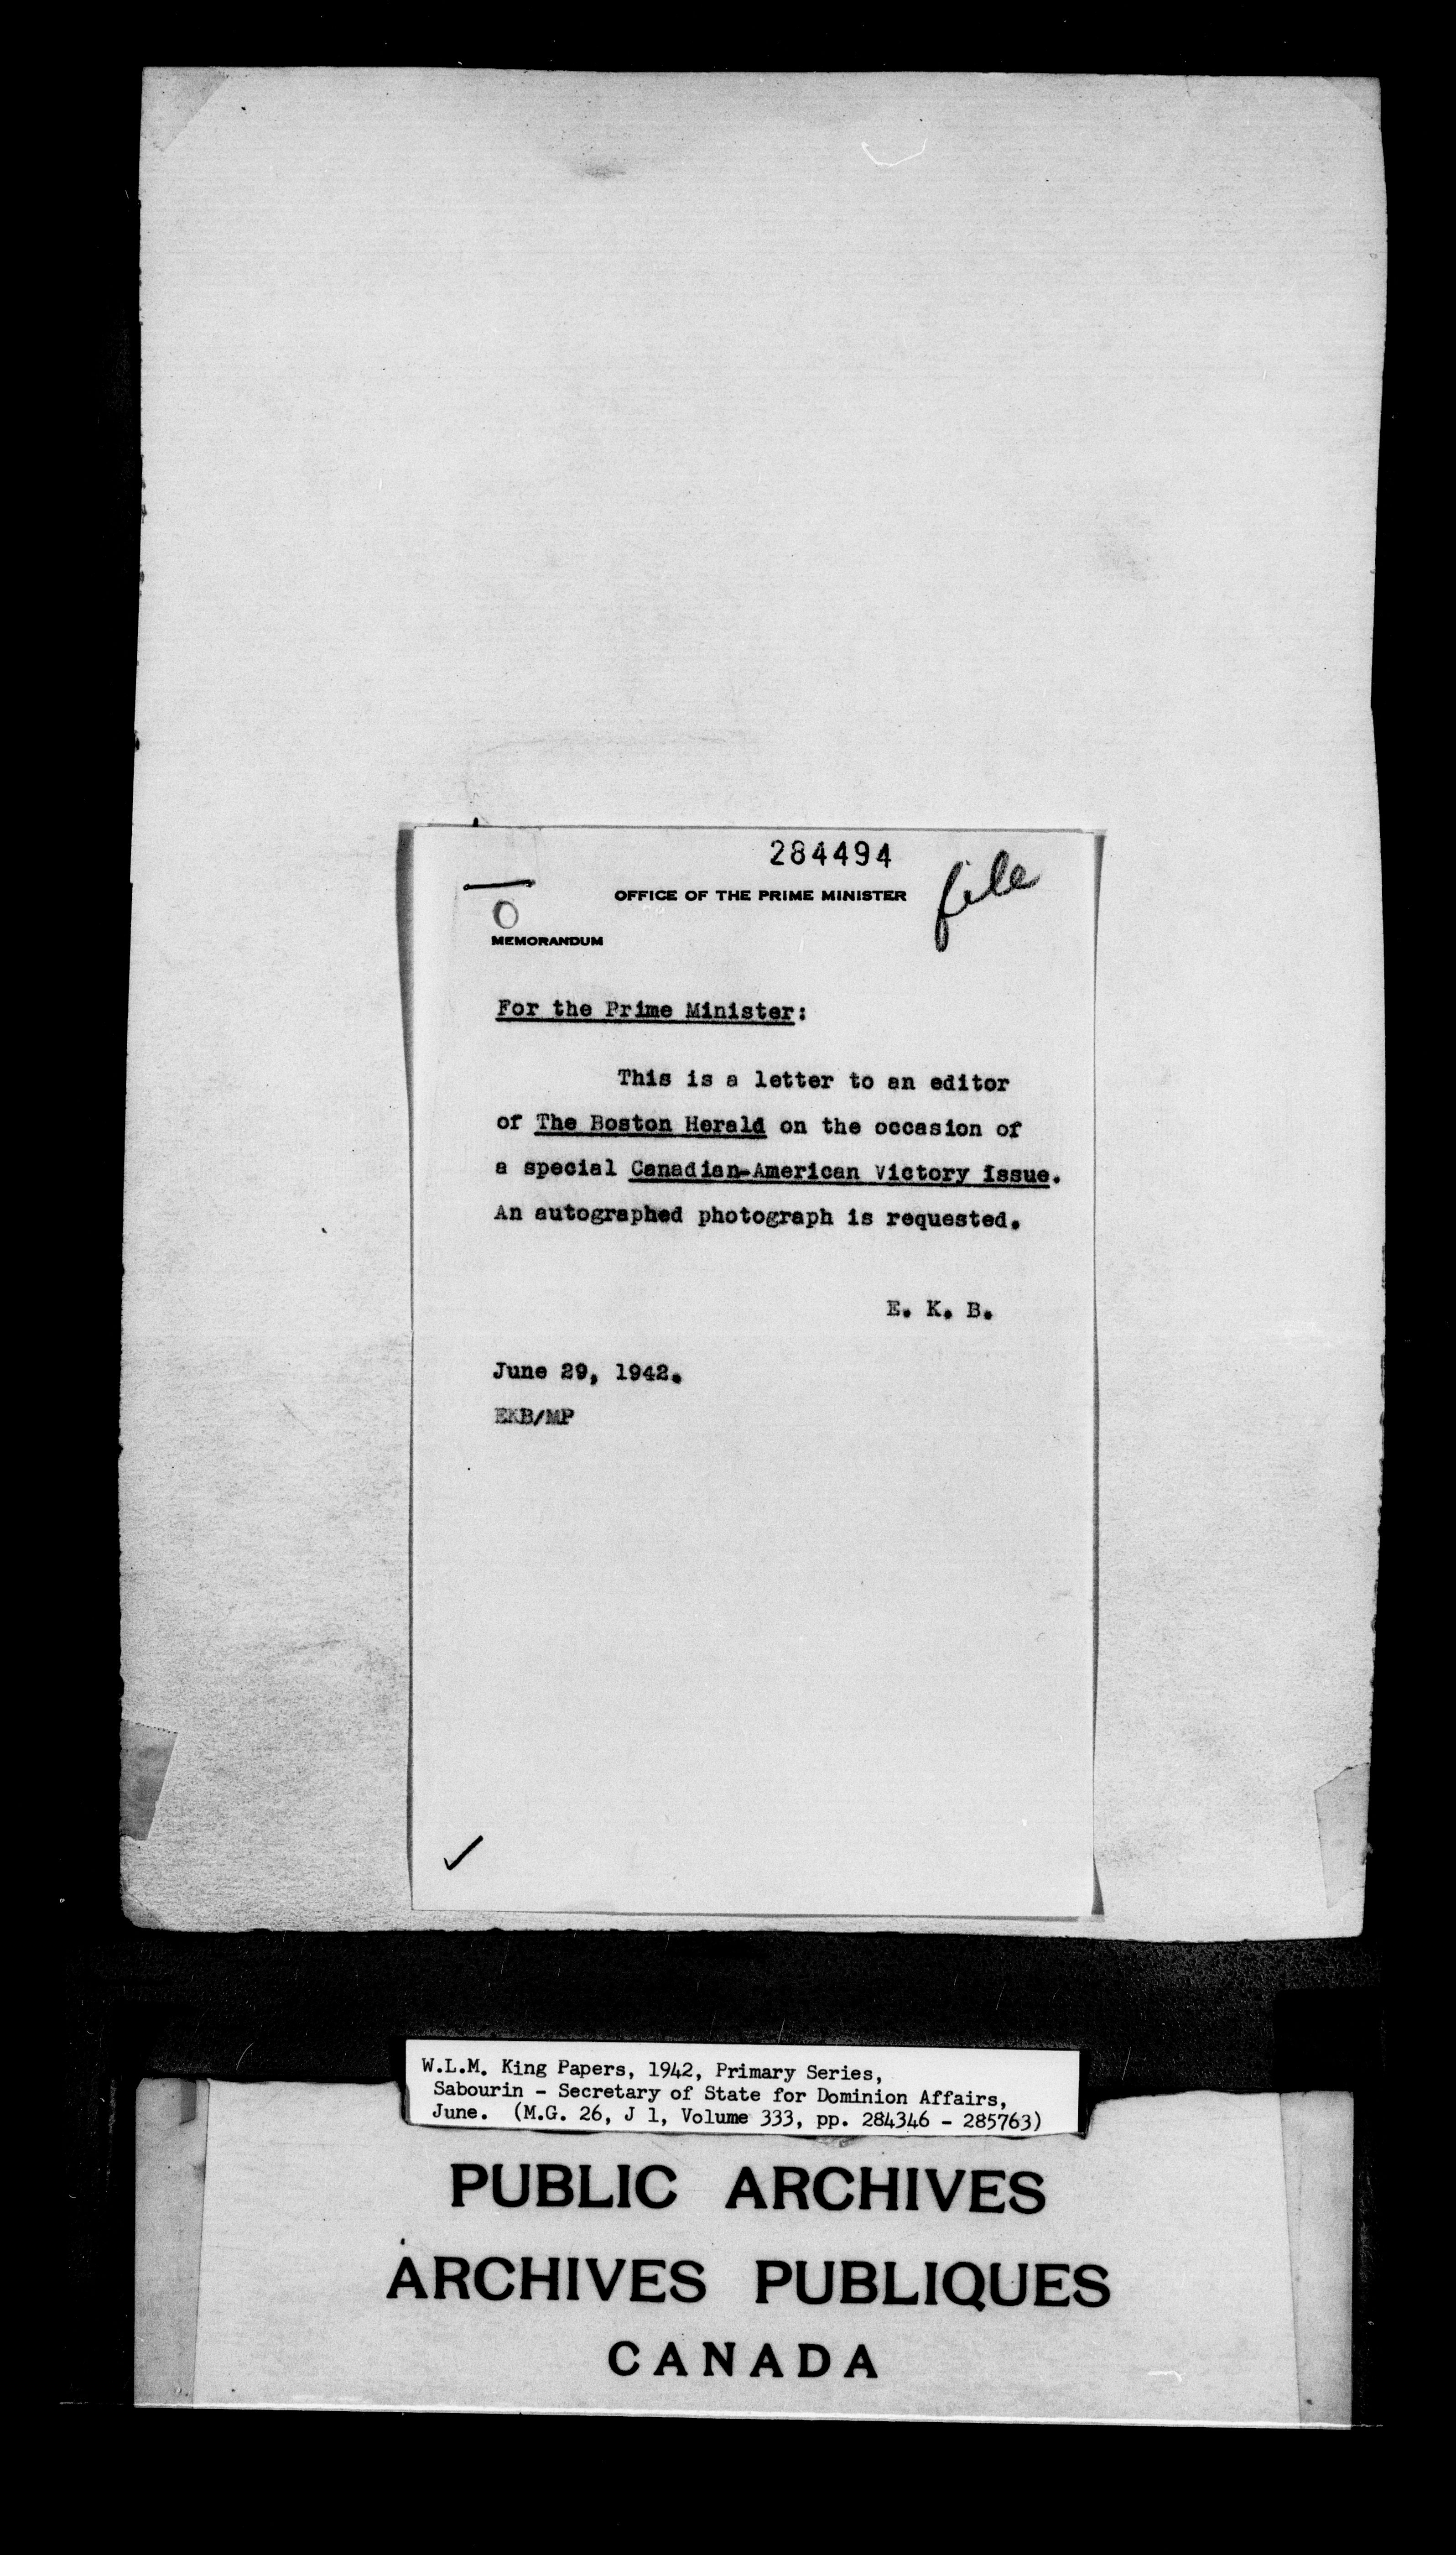 284494
file
OFFICE OF THE PRIME MINISTER
O
MEMORANDUM
For the Prime Minister:
This is a letter to an editor
of The Boston Herald on the occasion of
a special Canadian-American Victory Issue.
An autographed photograph is requested.
E. K. B.
June 29, 1942.
EKB/MP
W.L.M. King Papers, 1942, Primary Series,
Sabourin - Secretary of State for Dominion Affairs,
June. (M.G. 26, J 1, Volume 333, pp. 284346 - 285763)
PUBLIC ARCHIVES
ARCHIVES PUBLIQUES
CANADA